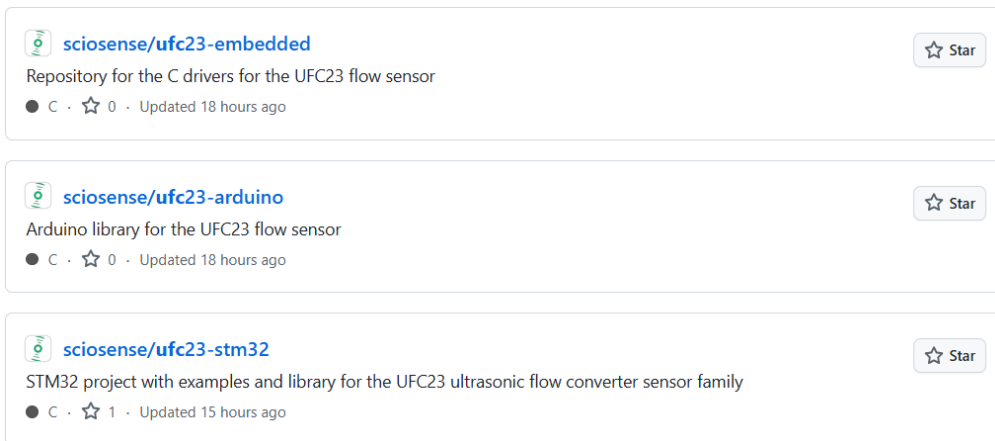 sciosense/ufc23-embedded
Star
Repository for the C drivers for the UFC23 flow sensor
C · 0 · Updated 18 hours ago
sciosense/ufc23-arduino
Star
Arduino library for the UFC23 flow sensor
C · 0 · Updated 18 hours ago
sciosense/ufc23-stm32
Star
STM32 project with examples and library for the UFC23 ultrasonic flow converter sensor family
C · 1 · Updated 15 hours ago